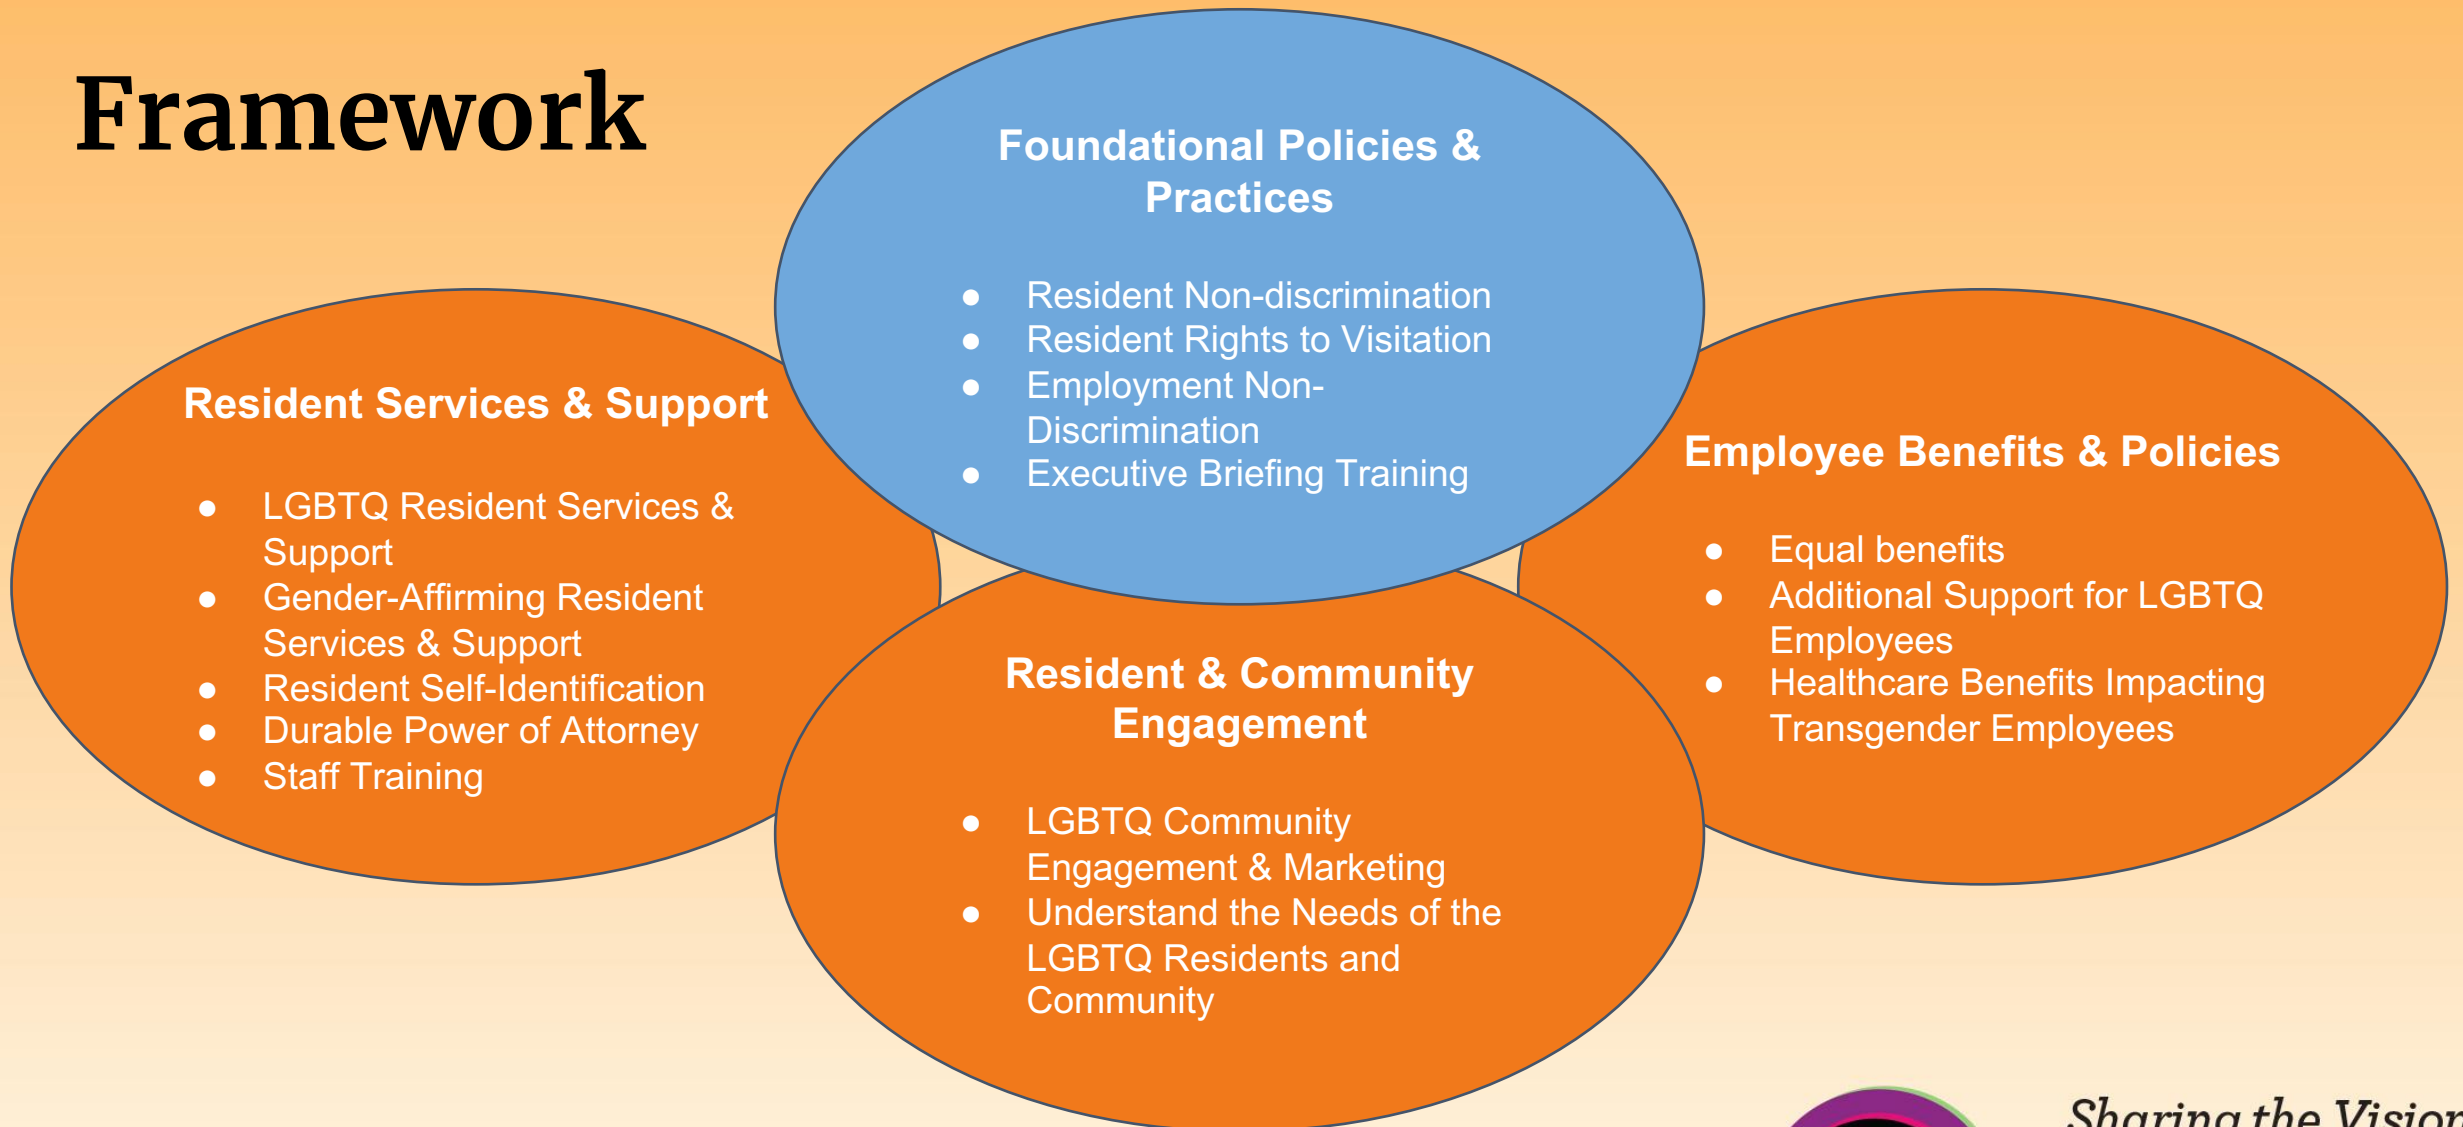 Framework
Foundational Policies &
Practices
● Resident Non-discrimination
● Resident Rights to Visitation
● Employment Non-
Discrimination
● Executive Briefing Training
Resident Services & Support
● LGBTQ Resident Services &
Support
● Gender-Affirming Resident
Services & Support
● Resident Self-Identification
● Durable Power of Attorney
● Staff Training
Resident & Community
Engagement
● LGBTQ Community
Engagement & Marketing
● Understand the Needs of the
LGBTQ Residents and
Community
Employee Benefits & Policies
● Equal benefits
● Additional Support for LGBTQ
Employees
● Healthcare Benefits Impacting
Transgender Employees
Sharing the Vision